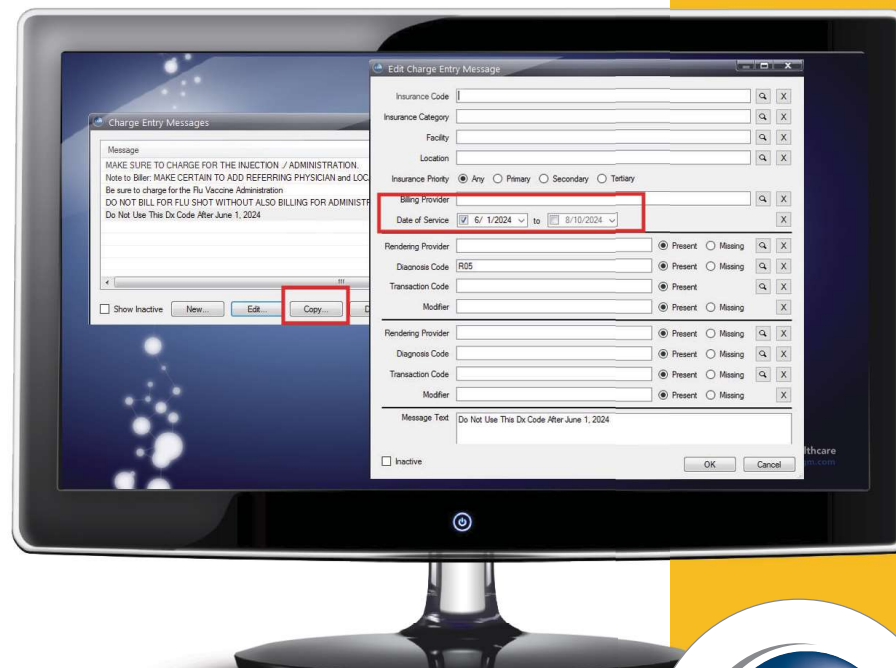 Charge Entry Messages
Message
MAKE SURE TO CHARGE FOR THE INJECTION ./ ADMINISTRATION.
Note to Biller: MAKE CERTAIN TO ADD REFERRING PHYSICIAN and LOC
Be sure to charge for the Flu Vaccine Administration
DO NOT BILL FOR FLU SHOT WITHOUT ALSO BILLING FOR ADMINIST
Do Not Use This Dx Code After June 1, 2024
Show Inactive New... Edit... Copy... D
Edit Charge Entry Message
Insurance Code
Insurance Category
Facility
Location
Insurance Priority Any Primary Secondary Tertiary
Billing Provider
Date of Service 6/ 1/2024 to 8/10/2024 X
Rendering Provider Present Missing X
Diagnosis Code R05 Present Missing X
Transaction Code Present X
Modifier Present Missing X
Rendering Provider Present Missing X
Diagnosis Code Present Missing X
Transaction Code Present Missing X
Modifier Present Missing X
Message Text Do Not Use This Dx Code After June 1, 2024
Inactive OK Cancel
lthcare
pm.com